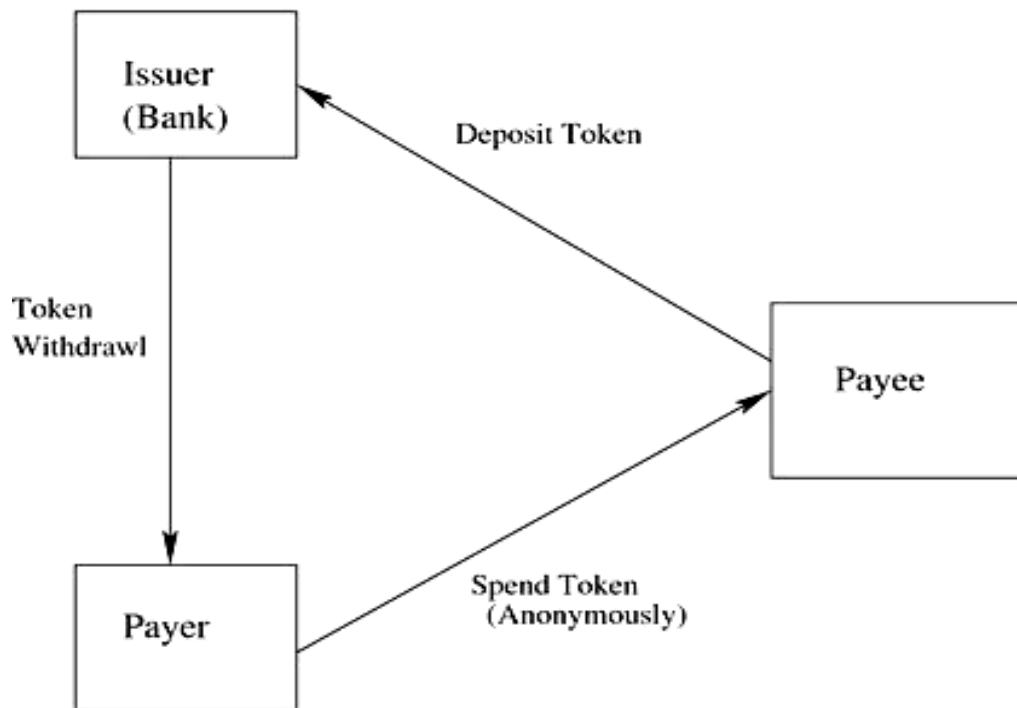 Issuer
(Bank)
Deposit Token
Token
Withdrawl
Payee
Spend Token
(Anonymously)
Payer